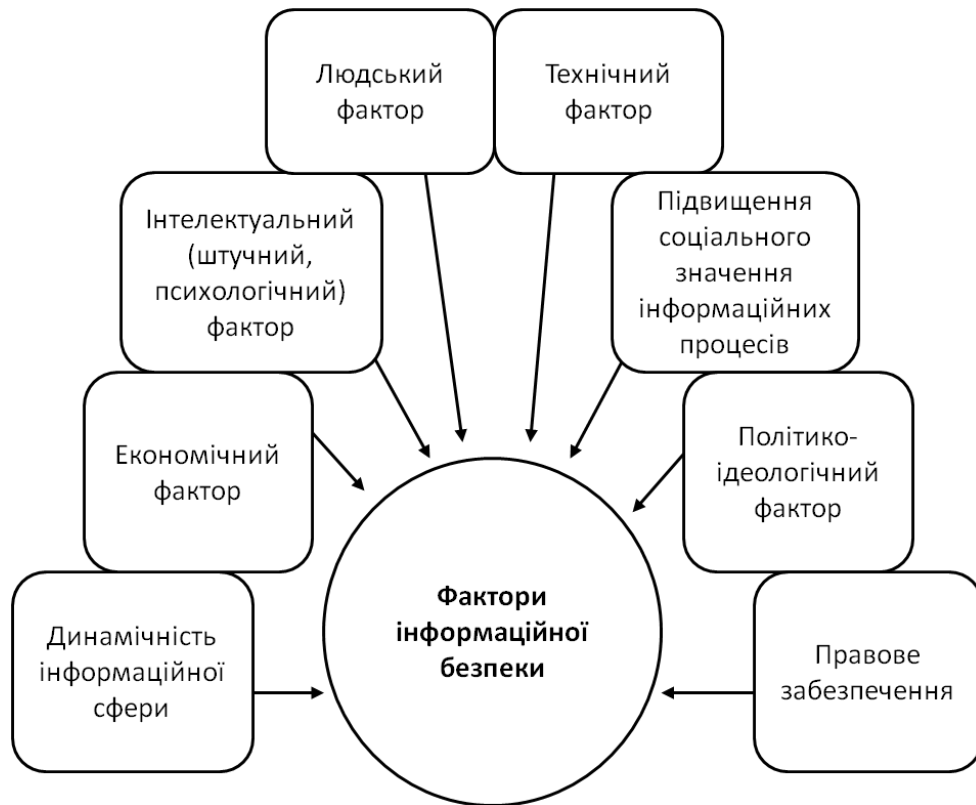 Людський
фактор
Технічний
фактор
Інтелектуальний
(штучний,
психологічний)
фактор
Підвищення
соціального
значення
інформаційних
процесів
Економічний
фактор
Політико-
ідеологічний
фактор
Динамічність
інформаційної
сфери
Фактори
інформаційної
безпеки
Правове
забезпечення